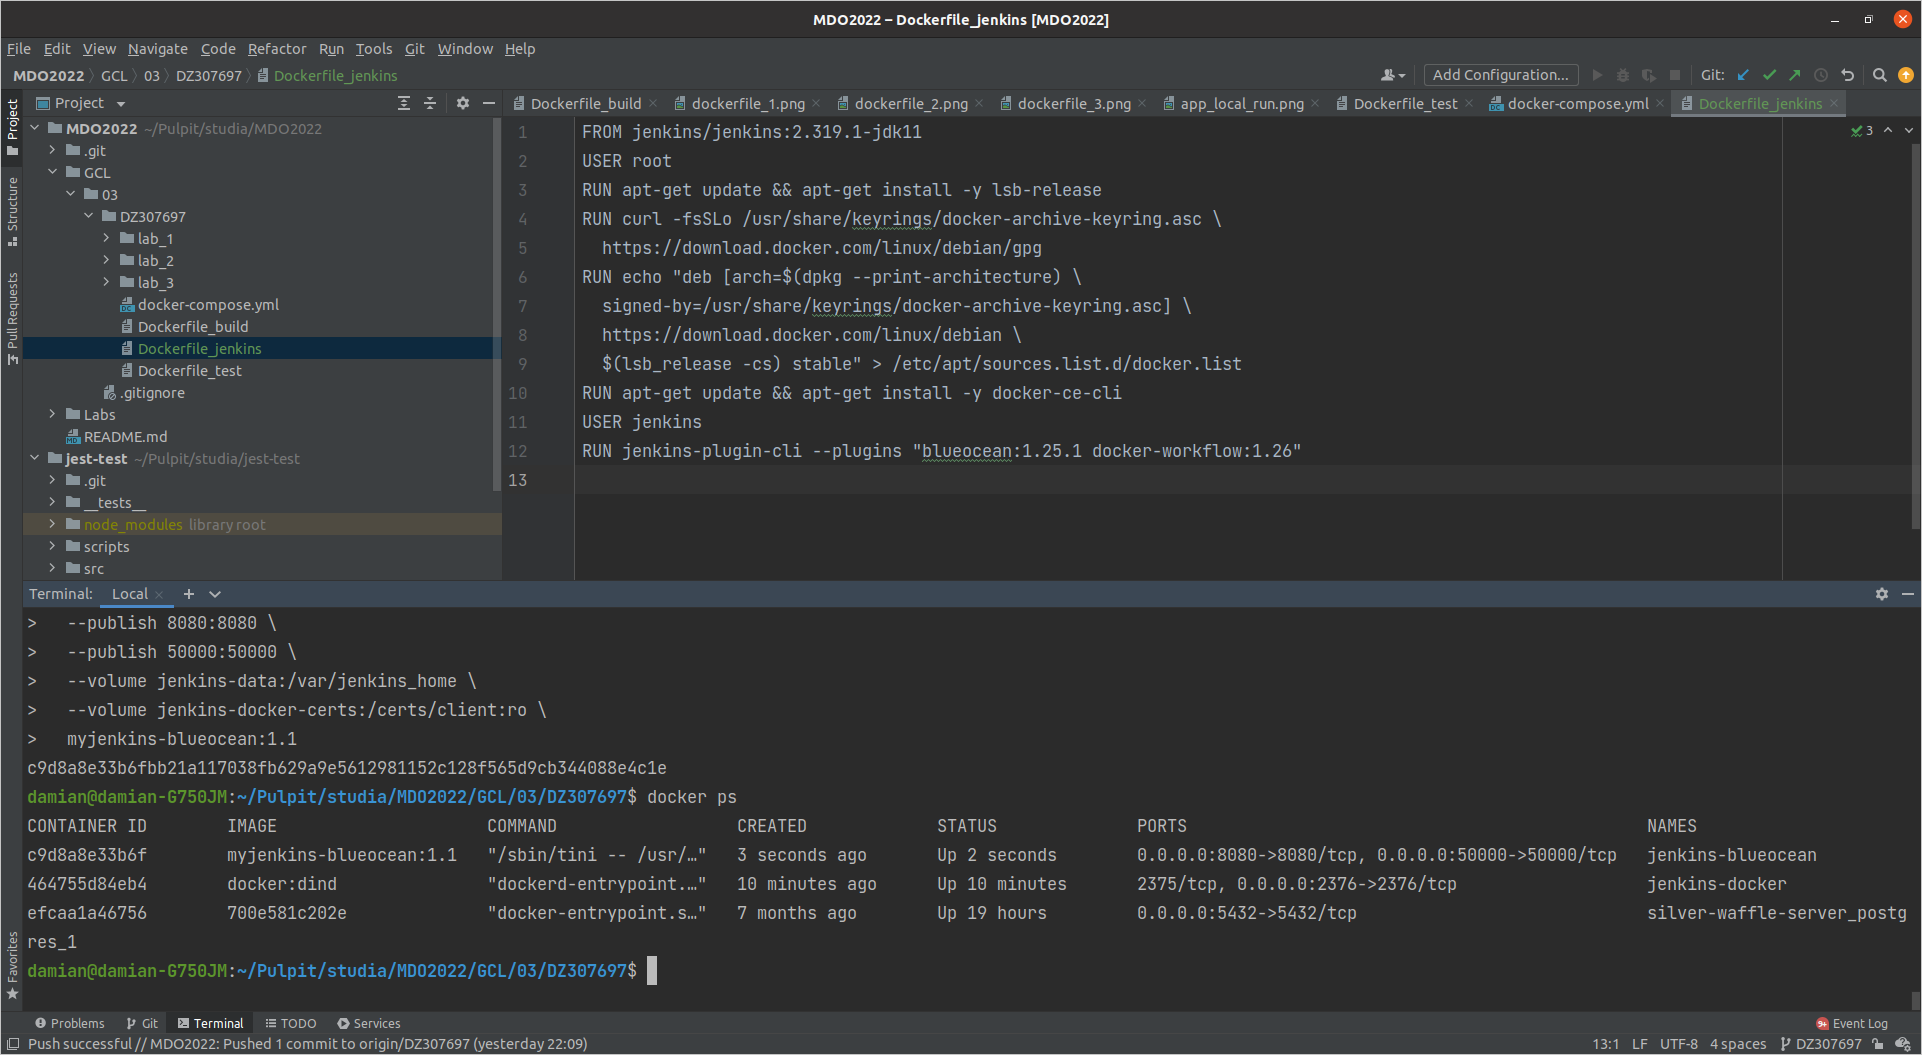 MDO2022 – Dockerfile_jenkins [MDO2022]
File Edit View Navigate Code Refactor Run Tools Git Window Help
MDO2022 GCL 03 DZ307697 Dockerfile_jenkins
Add Configuration... Git:
Project
Dockerfile_build dockerfile_1.png dockerfile_2.png dockerfile_3.png app_local_run.png Dockerfile_test docker-compose.yml Dockerfile_jenkins
Project
Structure
Pull Requests
Favorites
MDO2022 ~/Pulpit/studia/MDO2022
.git
GCL
03
DZ307697
lab_1
lab_2
lab_3
docker-compose.yml
Dockerfile_build
Dockerfile_jenkins
Dockerfile_test
.gitignore
Labs
README.md
jest-test ~/Pulpit/studia/jest-test
.git
__tests__
node_modules library root
scripts
src
3
1 FROM jenkins/jenkins:2.319.1-jdk11
2 USER root
3 RUN apt-get update && apt-get install -y lsb-release
4 RUN curl -fsSLo /usr/share/keyrings/docker-archive-keyring.asc \
5 https://download.docker.com/linux/debian/gpg
6 RUN echo "deb [arch=$(dpkg --print-architecture) \
7 signed-by=/usr/share/keyrings/docker-archive-keyring.asc] \
8 https://download.docker.com/linux/debian \
9 $(lsb_release -cs) stable" > /etc/apt/sources.list.d/docker.list
10 RUN apt-get update && apt-get install -y docker-ce-cli
11 USER jenkins
12 RUN jenkins-plugin-cli --plugins "blueocean:1.25.1 docker-workflow:1.26"
13
Terminal: Local
> --publish 8080:8080 \
> --publish 50000:50000 \
> --volume jenkins-data:/var/jenkins_home \
> --volume jenkins-docker-certs:/certs/client:ro \
> myjenkins-blueocean:1.1
c9d8a8e33b6fbb21a117038fb629a9e5612981152c128f565d9cb344088e4c1e
damian@damian-G750JM:~/Pulpit/studia/MDO2022/GCL/03/DZ307697$ docker ps
CONTAINER ID IMAGE COMMAND CREATED STATUS PORTS NAMES
c9d8a8e33b6f myjenkins-blueocean:1.1 "/sbin/tini -- /usr/…" 3 seconds ago Up 2 seconds 0.0.0.0:8080->8080/tcp, 0.0.0.0:50000->50000/tcp jenkins-blueocean
464755d84eb4 docker:dind "dockerd-entrypoint.…" 10 minutes ago Up 10 minutes 2375/tcp, 0.0.0.0:2376->2376/tcp jenkins-docker
efcaa1a46756 700e581c202e "docker-entrypoint.s…" 7 months ago Up 19 hours 0.0.0.0:5432->5432/tcp silver-waffle-server_postg
res_1
damian@damian-G750JM:~/Pulpit/studia/MDO2022/GCL/03/DZ307697$
Problems Git Terminal TODO Services 9+ Event Log
Push successful // MDO2022: Pushed 1 commit to origin/DZ307697 (yesterday 22:09) 13:1 LF UTF-8 4 spaces DZ307697